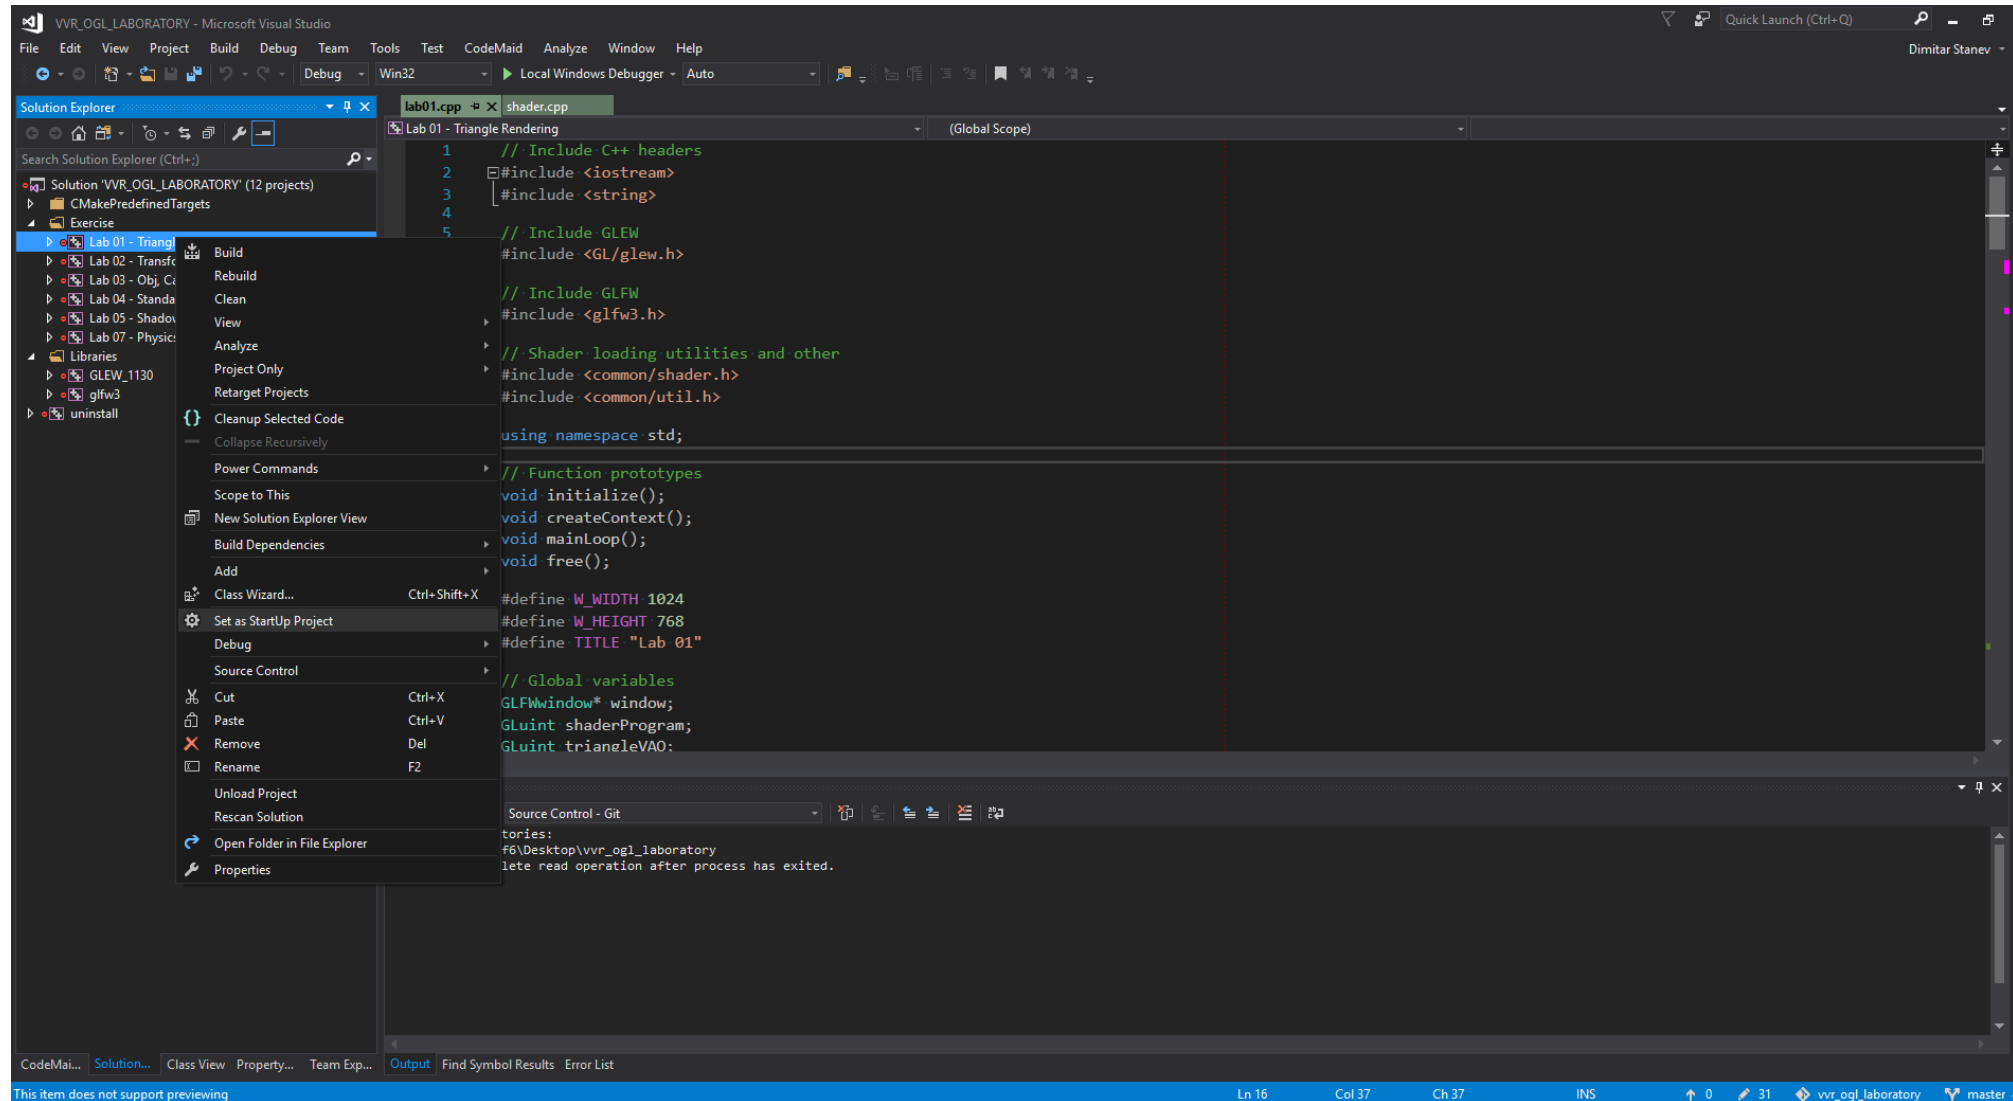 VVR_OGL_LABORATORY - Microsoft Visual Studio
Quick Launch (Ctrl+Q)
File Edit View Project Build Debug Team Tools Test CodeMaid Analyze Window Help
Dimitar Stanev
Debug Win32 Local Windows Debugger Auto
Solution Explorer
lab01.cpp shader.cpp
Lab 01 - Triangle Rendering (Global Scope)
Search Solution Explorer (Ctrl+;)
Solution 'VVR_OGL_LABORATORY' (12 projects)
CMakePredefinedTargets
Exercise
Lab 01 - Triangl
Lab 02 - Transfo
Lab 03 - Obj, Ca
Lab 04 - Standa
Lab 05 - Shadov
Lab 07 - Physics
Libraries
GLEW_1130
glfw3
uninstall
Build
Rebuild
Clean
View
Analyze
Project Only
Retarget Projects
Cleanup Selected Code
Collapse Recursively
Power Commands
Scope to This
New Solution Explorer View
Build Dependencies
Add
Class Wizard... Ctrl+Shift+X
Set as StartUp Project
Debug
Source Control
Cut Ctrl+X
Paste Ctrl+V
Remove Del
Rename F2
Unload Project
Rescan Solution
Open Folder in File Explorer
Properties
1 // Include C++ headers
2 #include <iostream>
3 #include <string>
4
5 // Include GLEW
#include <GL/glew.h>
// Include GLFW
#include <glfw3.h>
// Shader loading utilities and other
#include <common/shader.h>
#include <common/util.h>
using namespace std;
// Function prototypes
void initialize();
void createContext();
void mainLoop();
void free();
#define W_WIDTH 1024
#define W_HEIGHT 768
#define TITLE "Lab 01"
// Global variables
GLFWwindow* window;
GLuint shaderProgram;
GLuint triangleVAO;
Source Control - Git
tories:
f6\Desktop\vvr_ogl_laboratory
lete read operation after process has exited.
CodeMai... Solution... Class View Property... Team Exp...
Output Find Symbol Results Error List
This item does not support previewing
Ln 16 Col 37 Ch 37 INS 0 31 vvr_ogl_laboratory master